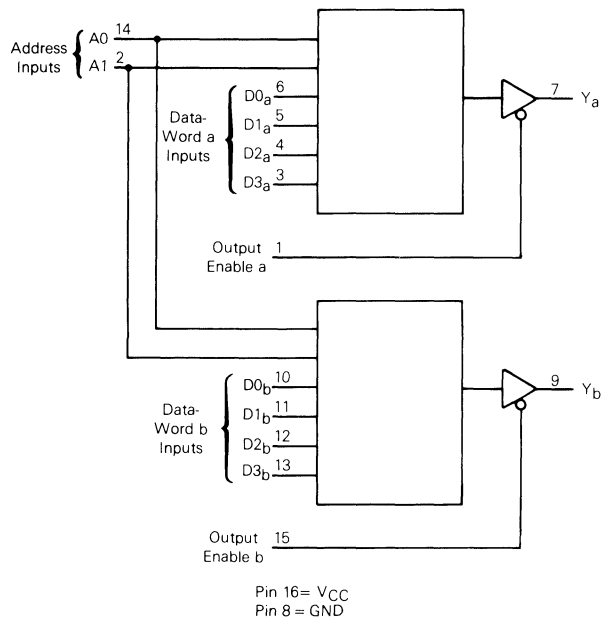 Address
Inputs
A0 14
A1 2
Data-
Word a
Inputs
D0a 6
D1a 5
D2a 4
D3a 3
7 Ya
Output
Enable a
1
Data-
Word b
Inputs
D0b 10
D1b 11
D2b 12
D3b 13
9 Yb
Output
Enable b
15
Pin 16= VCC
Pin 8 = GND